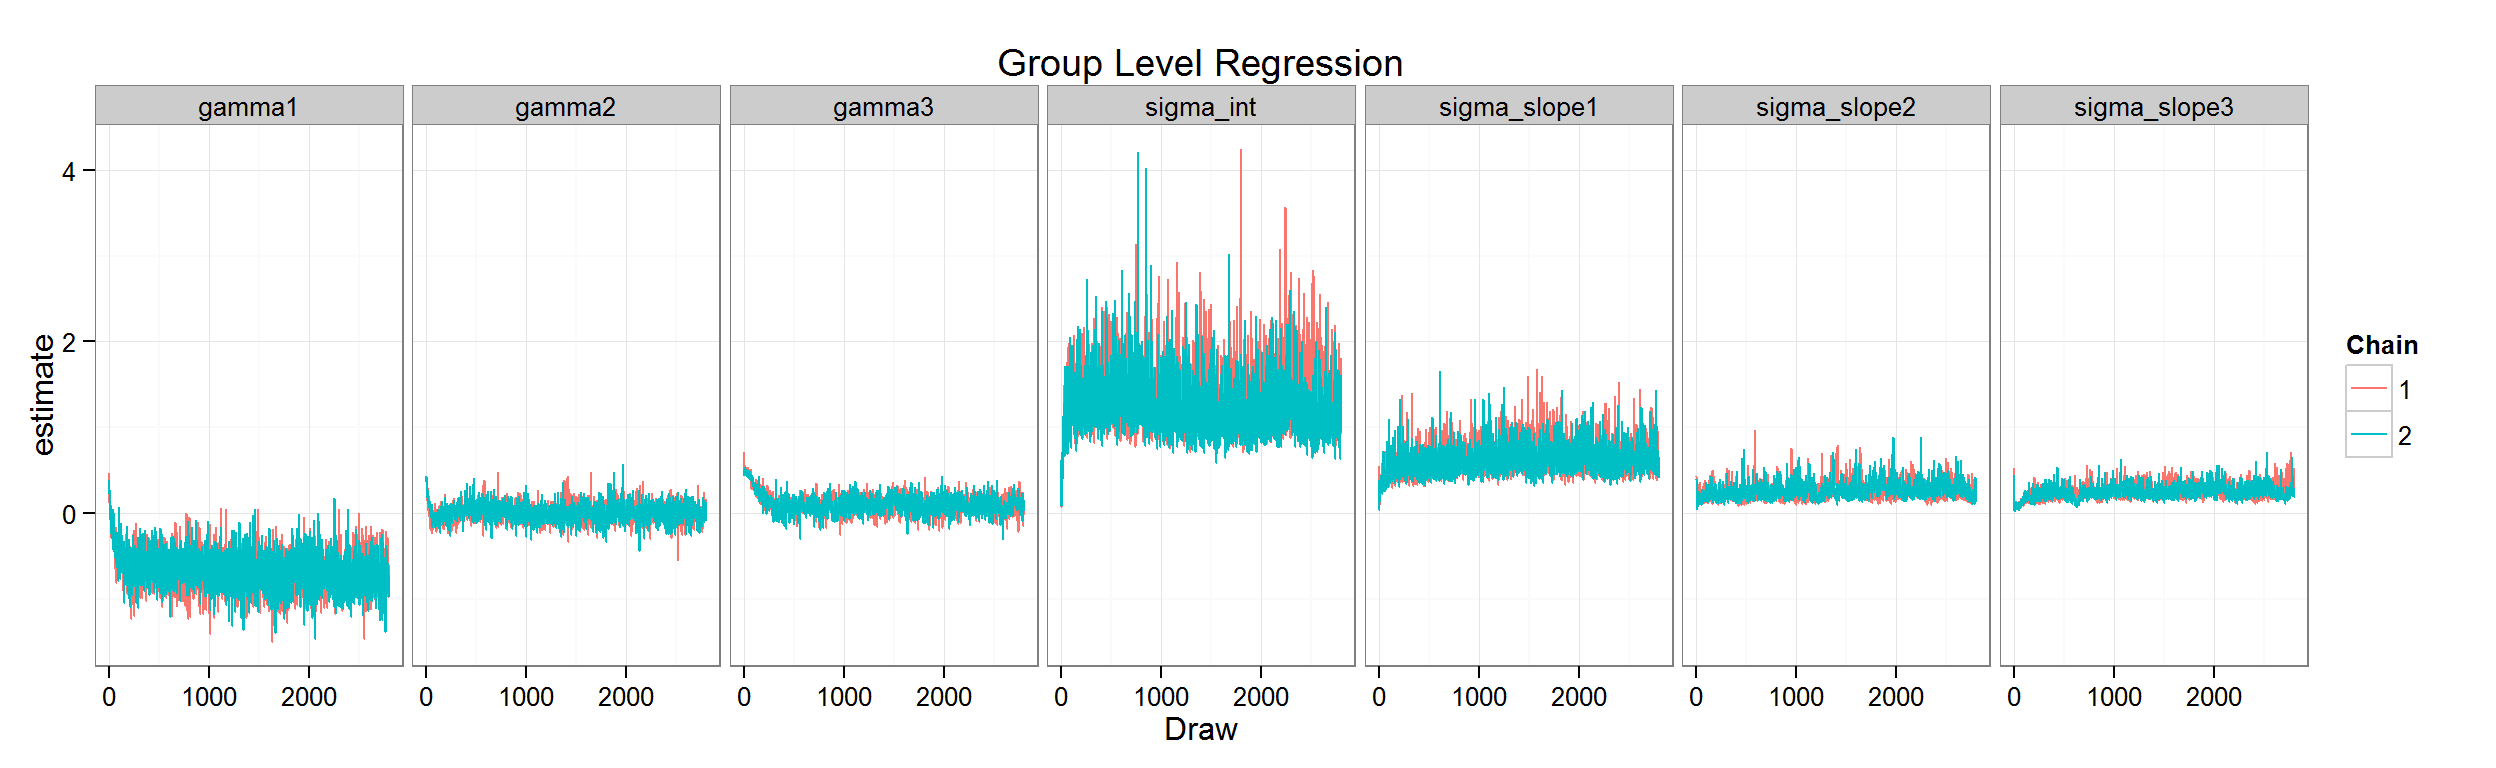 Group Level Regression
gamma1 gamma2 gamma3 sigma_int sigma_slope1 sigma_slope2 sigma_slope3
estimate
4
2
0
0 1000 2000 0 1000 2000 0 1000 2000 0 1000 2000 0 1000 2000 0 1000 2000 0 1000 2000
Draw
Chain
1
2